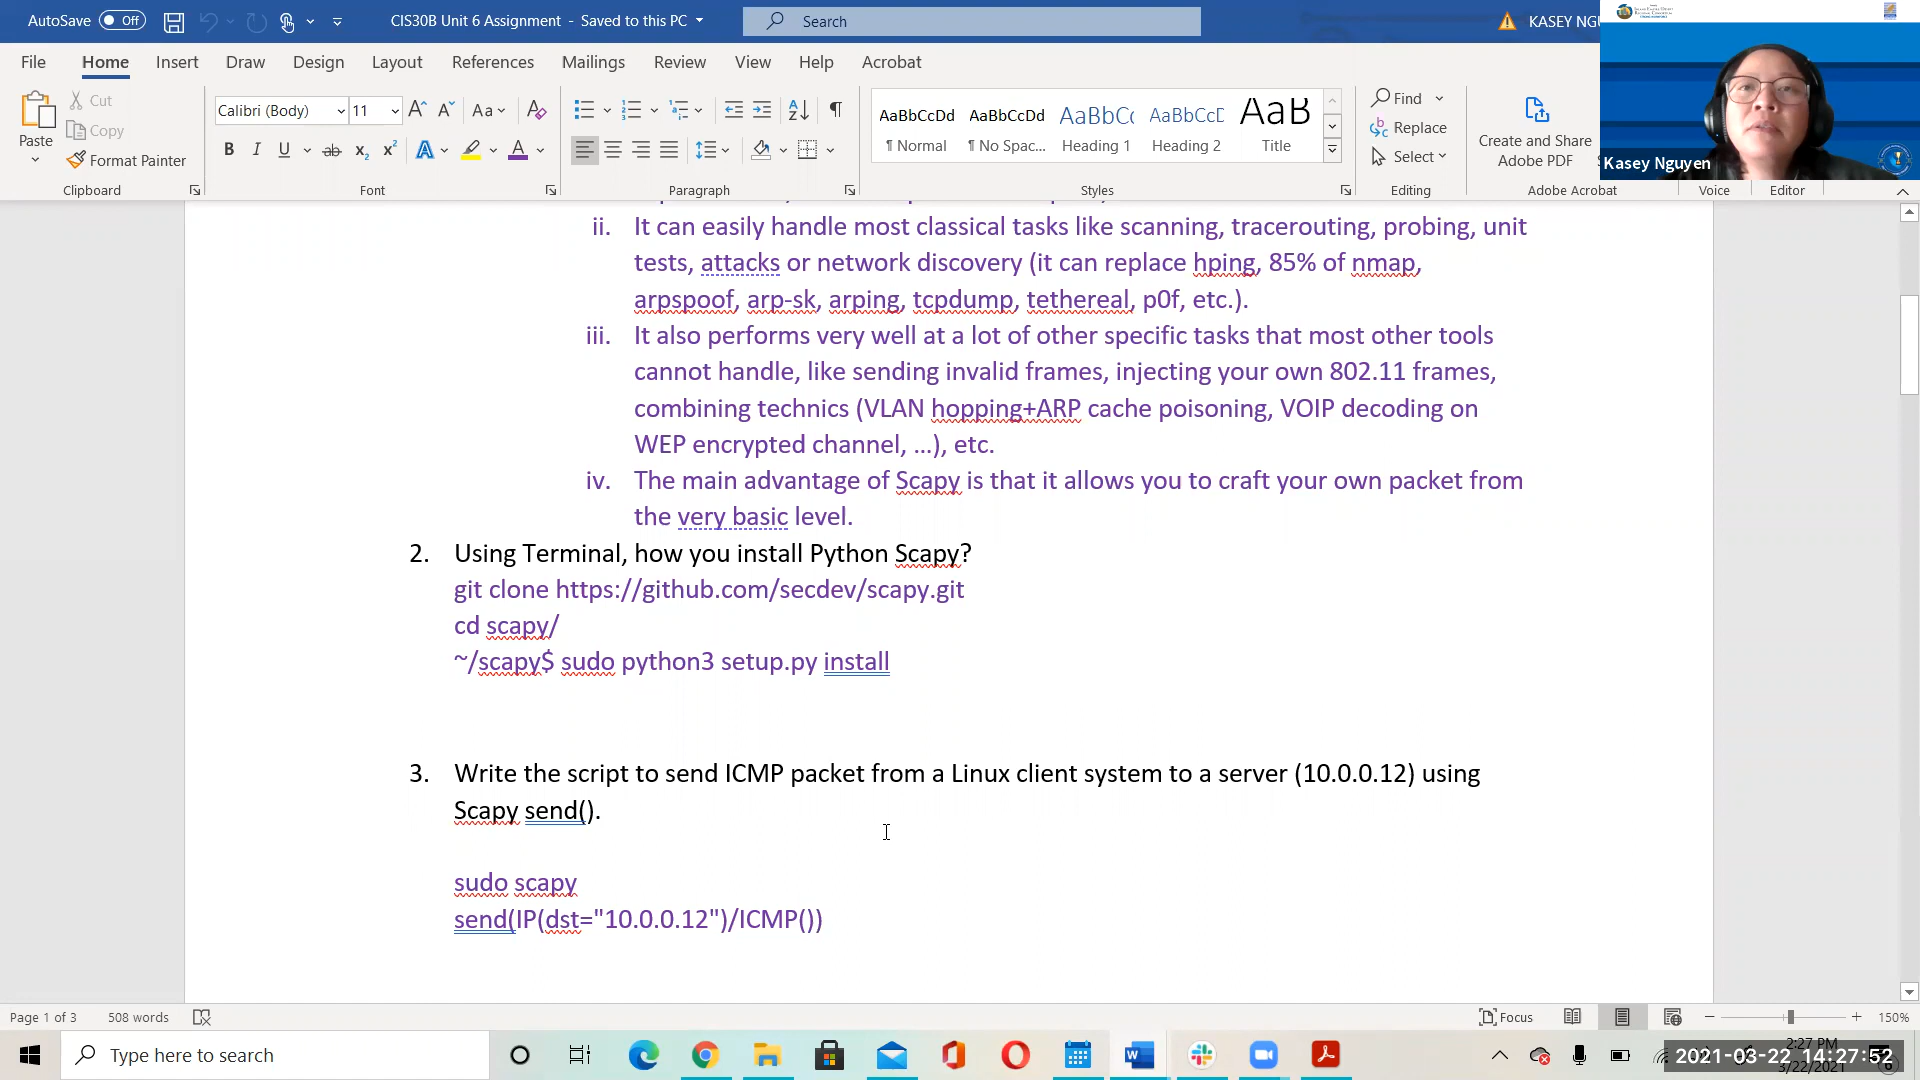 AutoSave Off CIS30B Unit 6 Assignment - Saved to this PC Search KASEY NGU
File Home Insert Draw Design Layout References Mailings Review View Help Acrobat
Paste Cut Copy Format Painter
Calibri (Body) 11 Aa
AaBbCcDd AaBbCcDd AaBbCc AaBbCcD AaB
¶ Normal ¶ No Spac... Heading 1 Heading 2 Title
Find Replace Select
Create and Share Adobe PDF
Kasey Nguyen
Clipboard Font Paragraph Styles Editing Adobe Acrobat Voice Editor
ii. It can easily handle most classical tasks like scanning, tracerouting, probing, unit
tests, attacks or network discovery (it can replace hping, 85% of nmap,
arpspoof, arp-sk, arping, tcpdump, tethereal, p0f, etc.).
iii. It also performs very well at a lot of other specific tasks that most other tools
cannot handle, like sending invalid frames, injecting your own 802.11 frames,
combining technics (VLAN hopping+ARP cache poisoning, VOIP decoding on
WEP encrypted channel, ...), etc.
iv. The main advantage of Scapy is that it allows you to craft your own packet from
the very basic level.
2. Using Terminal, how you install Python Scapy?
git clone https://github.com/secdev/scapy.git
cd scapy/
~/scapy$ sudo python3 setup.py install
3. Write the script to send ICMP packet from a Linux client system to a server (10.0.0.12) using
Scapy send().
sudo scapy
send(IP(dst="10.0.0.12")/ICMP())
Page 1 of 3 508 words Focus 150%
Type here to search
2:27 PM
2021-03-22 14:27:52
3/22/2021